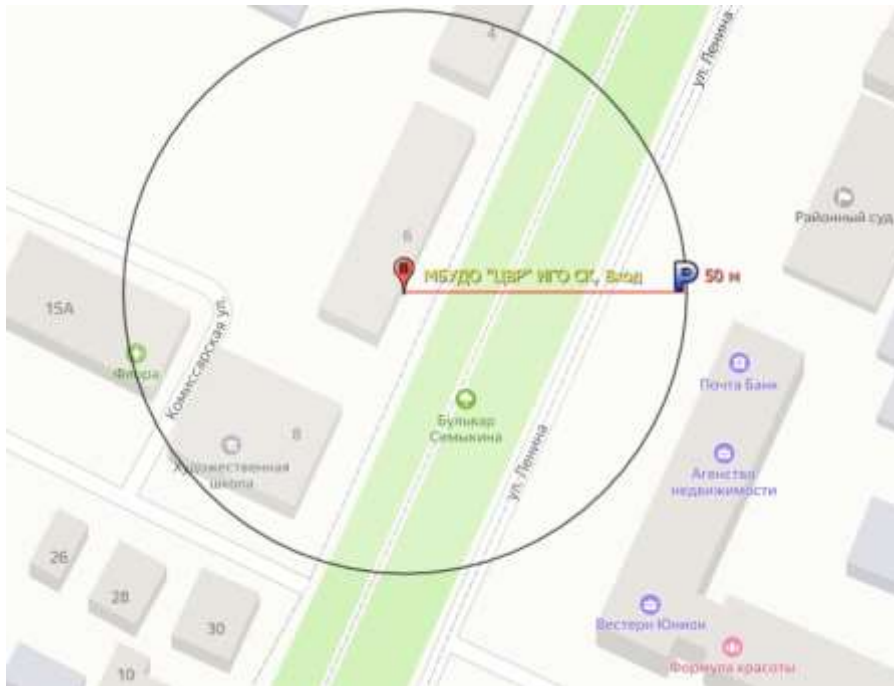 4
ул. Ленина
Районный суд
6
МБУДО "ЦВР" ИГО СК, Вход
P 50 м
15А
Флора
Комиссарская ул.
Почта Банк
Бульвар
Семыкина
8
Художественная
школа
ул. Ленина
Агенство
недвижимости
26
28
30
10
Вестерн Юнион
Формула красоты